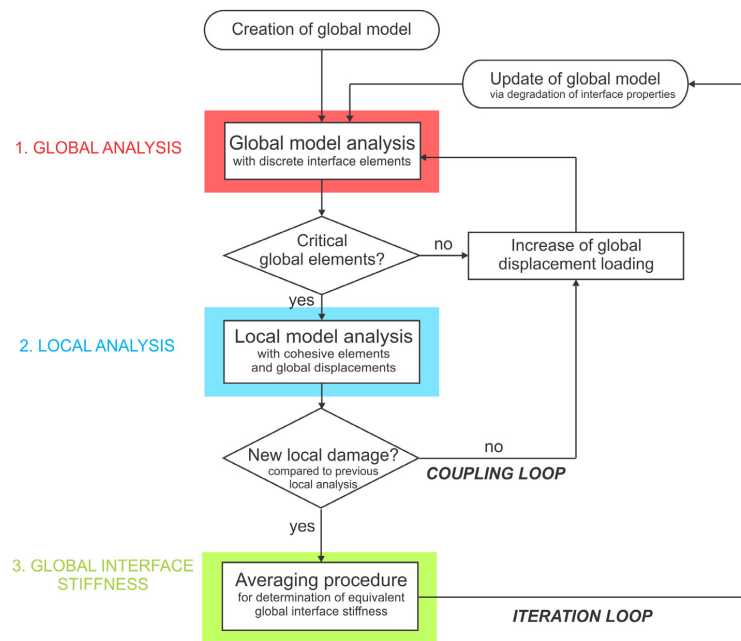 Creation of global model
Update of global model
via degradation of interface properties
1. GLOBAL ANALYSIS
Global model analysis
with discrete interface elements
Critical
global elements?
no
Increase of global
displacement loading
yes
2. LOCAL ANALYSIS
Local model analysis
with cohesive elements
and global displacements
New local damage?
compared to previous
local analysis
no
COUPLING LOOP
yes
3. GLOBAL INTERFACE
STIFFNESS
Averaging procedure
for determination of equivalent
global interface stiffness
ITERATION LOOP